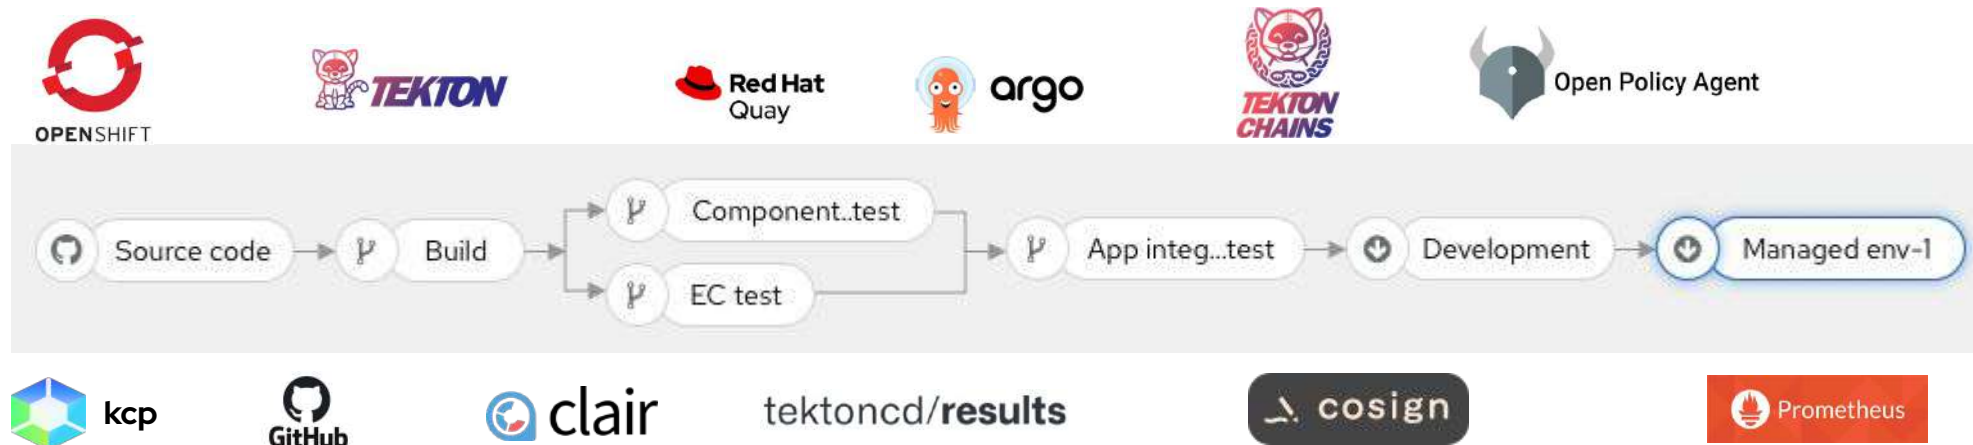 OPENSHIFT
TEKTON
Red Hat
Quay
argo
TEKTON
CHAINS
Open Policy Agent
Source code
Build
Component..test
EC test
App integ...test
Development
Managed env-1
kcp
GitHub
clair
tektoncd/results
cosign
Prometheus